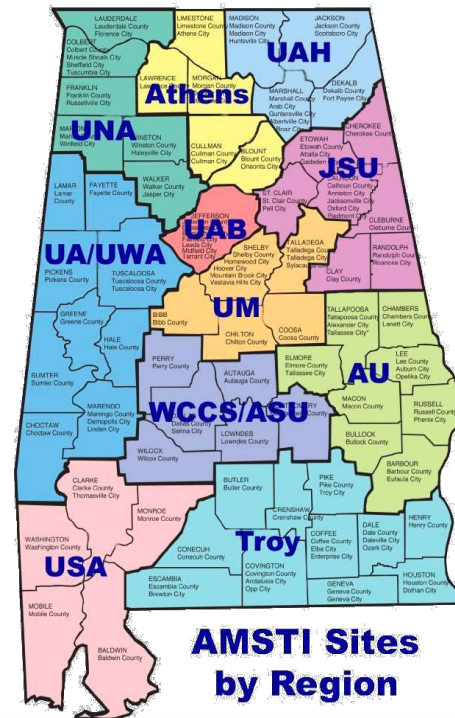 LAUDERDALE
Lauderdale County
Florence City
LIMESTONE
Limestone County
Athens City
MADISON
Madison County
Madison City
Huntsville City
JACKSON
Jackson County
Scottsboro City
UAH
COLBERT
Colbert County
Muscle Shoals City
Sheffield City
Tuscumbia City
LAWRENCE
MORGAN
Athens
FRANKLIN
Franklin County
Russellville City
MARSHALL
Marshall County
Arab City
Guntersville City
Albertville City
Boaz City
DEKALB
Dekalb County
Fort Payne City
UNA
Winfield City
WINSTON
Winston County
Haleyville City
CULLMAN
Cullman County
Cullman City
BLOUNT
Blount County
Oneonta City
CHEROKEE
Cherokee County
ETOWAH
Etowah County
Attalla City
Gadsden City
JSU
WALKER
Walker County
Jasper City
LAMAR
Lamar
County
FAYETTE
Fayette County
ST. CLAIR
St. Clair County
Pell City
CALHOUN
Calhoun County
Anniston City
Jacksonville City
Oxford City
Piedmont City
CLEBURNE
Cleburne County
JEFFERSON
UAB
Leeds City
Midfield City
Tarrant City
UA/UWA
PICKENS
Pickens County
TUSCALOOSA
Tuscaloosa County
Tuscaloosa City
SHELBY
Shelby County
Homewood City
Hoover City
Mountain Brook City
Vestavia Hills City
TALLADEGA
Talladega County
Talladega City
Sylacauga City
RANDOLPH
Randolph County
Roanoke City
CLAY
Clay County
UM
BIBB
Bibb County
CHILTON
Chilton County
COOSA
Coosa County
GREENE
Greene County
HALE
Hale County
TALLAPOOSA
Tallapoosa County
Alexander City
Tallassee City*
CHAMBERS
Chambers County
Lanett City
PERRY
Perry County
AUTAUGA
Autauga County
ELMORE
Elmore County
Tallassee City
LEE
Lee County
Auburn City
Opelika City
AU
SUMTER
Sumter County
MARENGO
Marengo County
Demopolis City
Linden City
WCCS/ASU
Dallas County
Selma City
MACON
Macon County
RUSSELL
Russell County
Phenix City
CHOCTAW
Choctaw County
LOWNDES
Lowndes County
BULLOCK
Bullock County
WILCOX
Wilcox County
BARBOUR
Barbour County
Eufaula City
CLARKE
Clarke County
Thomasville City
MONROE
Monroe County
BUTLER
Butler County
PIKE
Pike County
Troy City
CRENSHAW
Crenshaw County
HENRY
Henry County
WASHINGTON
Washington County
USA
CONECUH
Conecuh County
Troy
COFFEE
Coffee County
Elba City
Enterprise City
DALE
Dale County
Daleville City
Ozark City
ESCAMBIA
Escambia County
Brewton City
COVINGTON
Covington County
Andalusia City
Opp City
GENEVA
Geneva County
Geneva City
HOUSTON
Houston County
Dothan City
MOBILE
Mobile County
BALDWIN
Baldwin County
AMSTI Sites
by Region